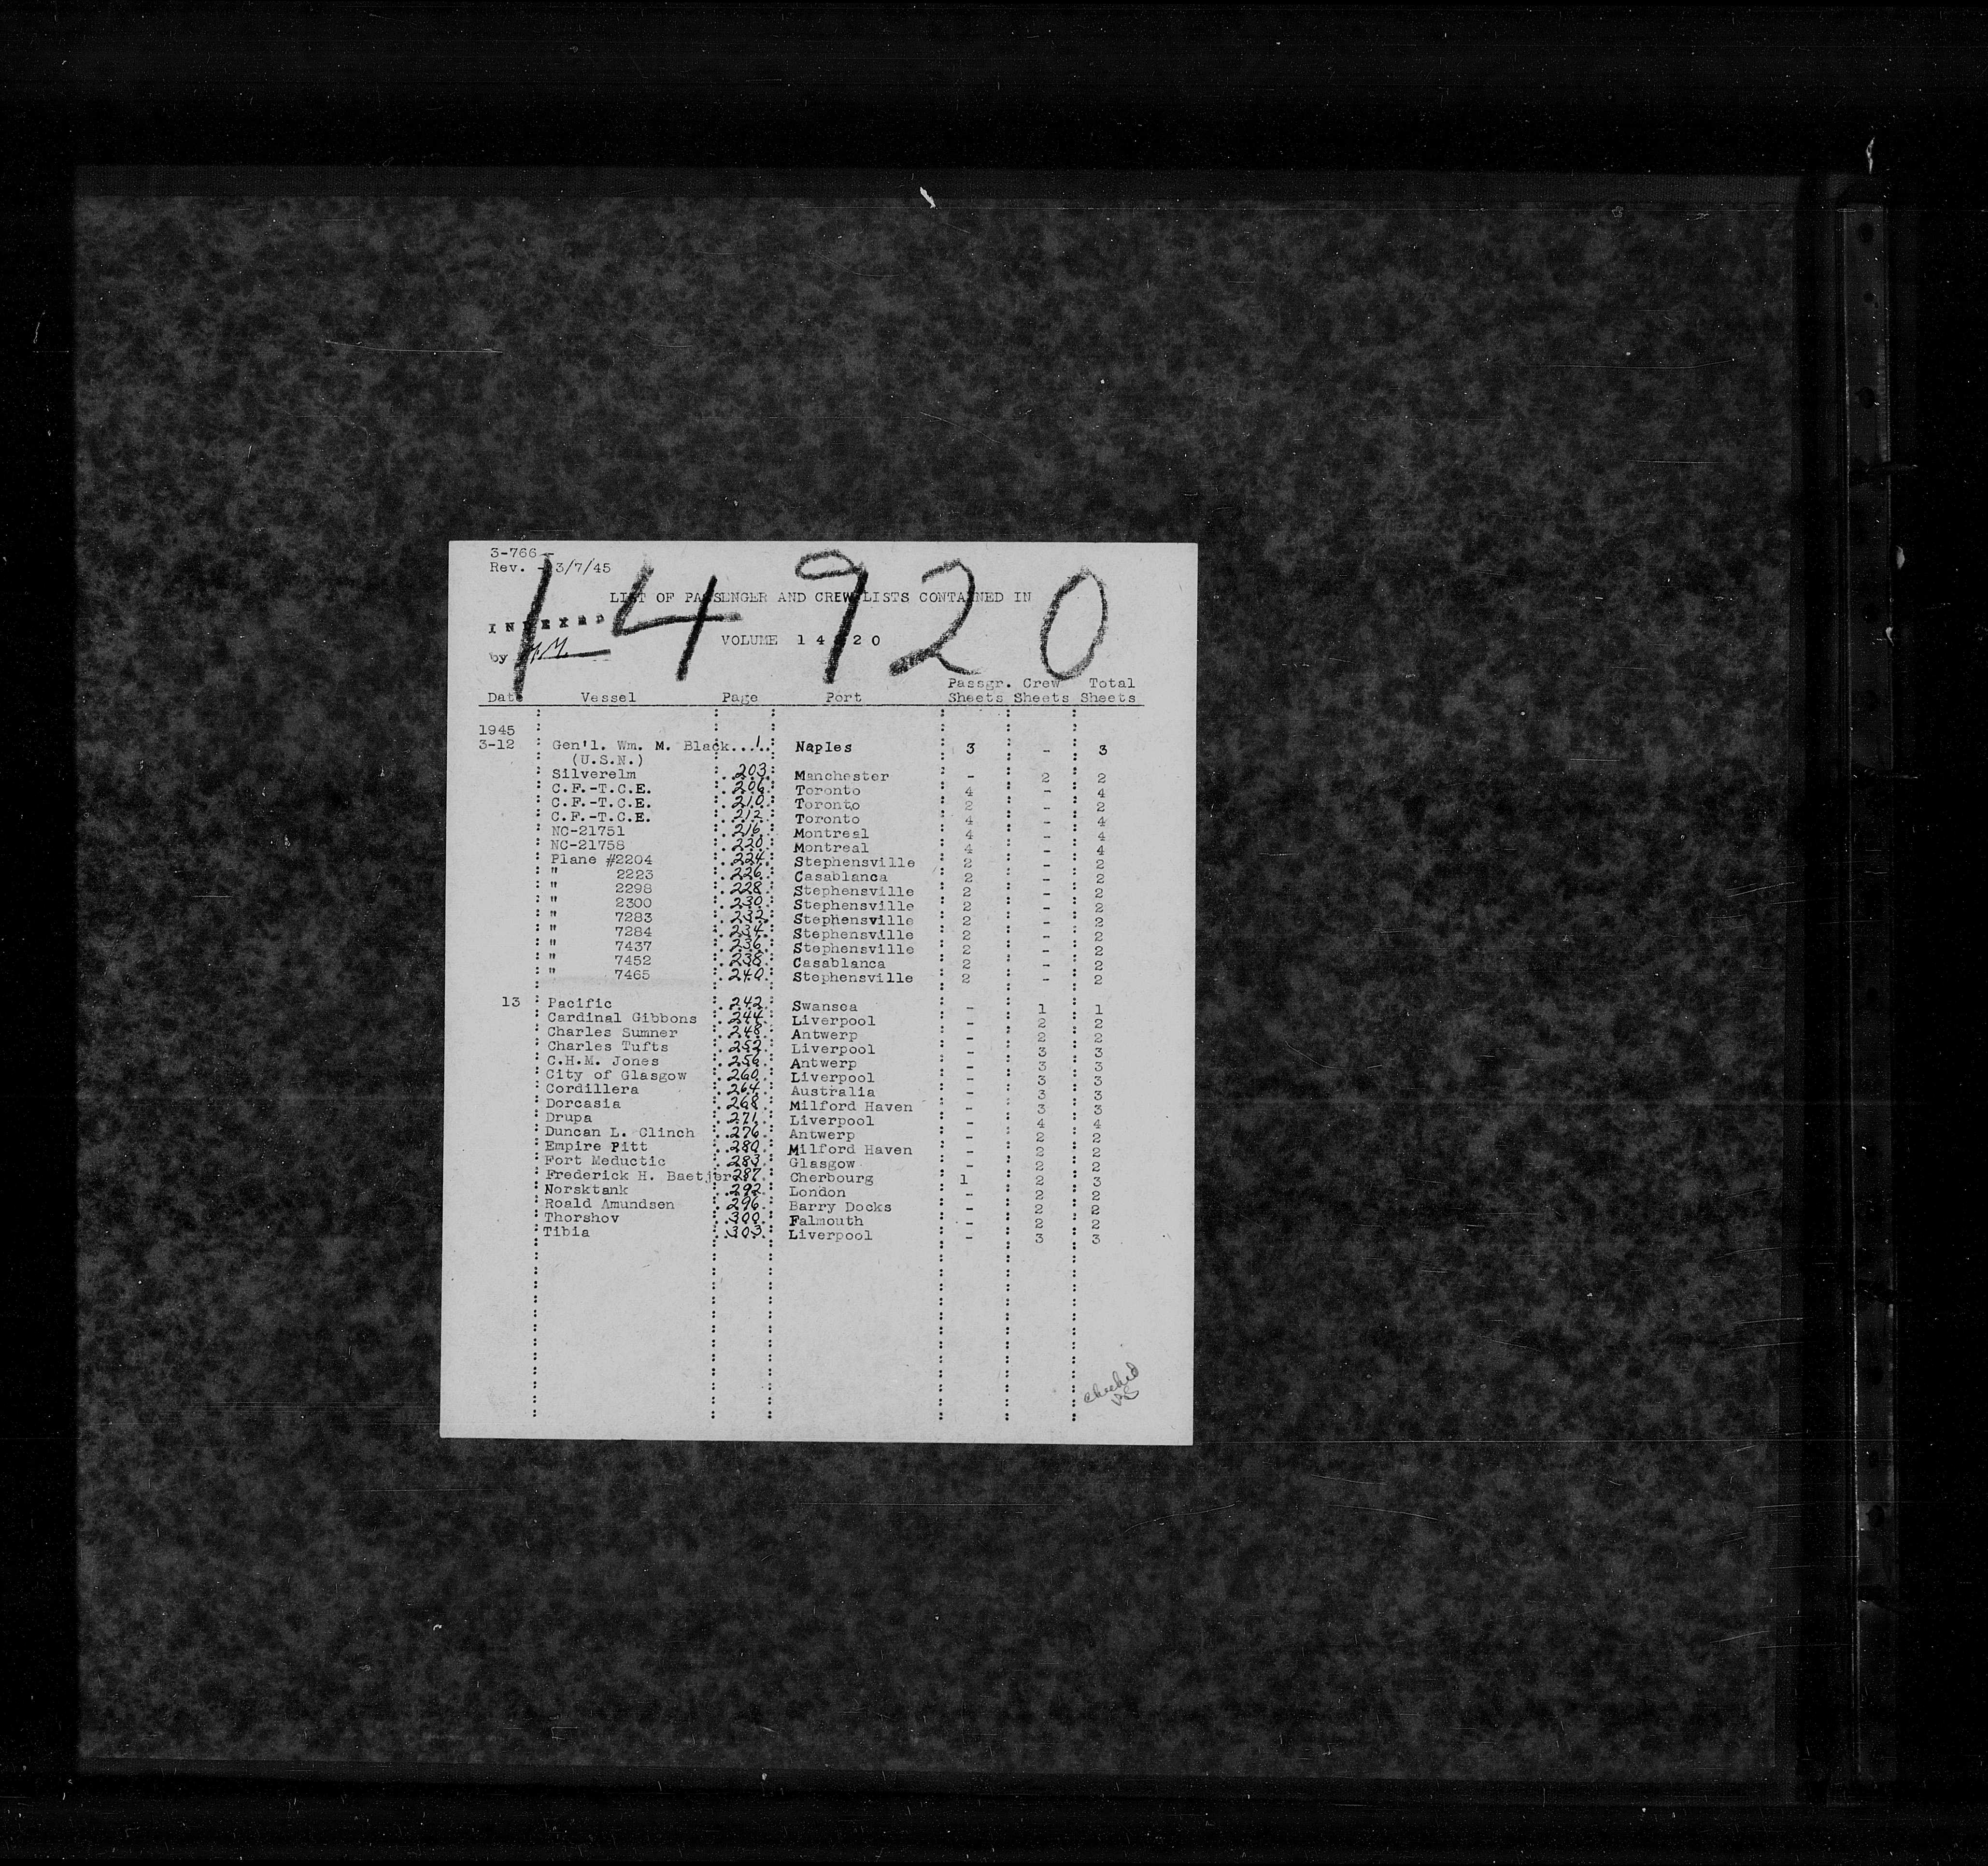 3-766
Rev. - 3/7/45
14920
LIST OF PASSENGER AND CREW LISTS CONTAINED IN
INDEXED
VOLUME 14920
by
Passgr. Crew Total
Date Vessel Page Port Sheets Sheets Sheets
1945
3-12 Gen'l. Wm. M. Black....1.. Naples 3 - 3
(U.S.N.)
Silverelm 203 Manchester - 2 2
C.F.-T.C.E. 206 Toronto 4 - 4
C.F.-T.C.E. 210 Toronto 2 - 2
C.F.-T.C.E. 212 Toronto 4 - 4
NC-21751 216 Montreal 4 - 4
NC-21758 220 Montreal 4 - 4
Plane #2204 224 Stephensville 2 - 2
" 2223 226 Casablanca 2 - 2
" 2298 228 Stephensville 2 - 2
" 2300 230 Stephensville 2 - 2
" 7283 232 Stephensville 2 - 2
" 7284 234 Stephensville 2 - 2
" 7437 236 Stephensville 2 - 2
" 7452 238 Casablanca 2 - 2
" 7465 240 Stephensville 2 - 2
13 Pacific 242 Swansea - 1 1
Cardinal Gibbons 244 Liverpool - 2 2
Charles Sumner 248 Antwerp - 2 2
Charles Tufts 252 Liverpool - 3 3
C.H.M. Jones 256 Antwerp - 3 3
City of Glasgow 260 Liverpool - 3 3
Cordillera 264 Australia - 3 3
Dorcasia 268 Milford Haven - 3 3
Drupa 271 Liverpool - 4 4
Duncan L. Clinch 276 Antwerp - 2 2
Empire Pitt 280 Milford Haven - 2 2
Fort Meductic 283 Glasgow - 2 2
Frederick H. Baetjer 287 Cherbourg 1 2 3
Norsktank 292 London - 2 2
Roald Amundsen 296 Barry Docks - 2 2
Thorshov 300 Falmouth - 2 2
Tibia 303 Liverpool - 3 3
checked